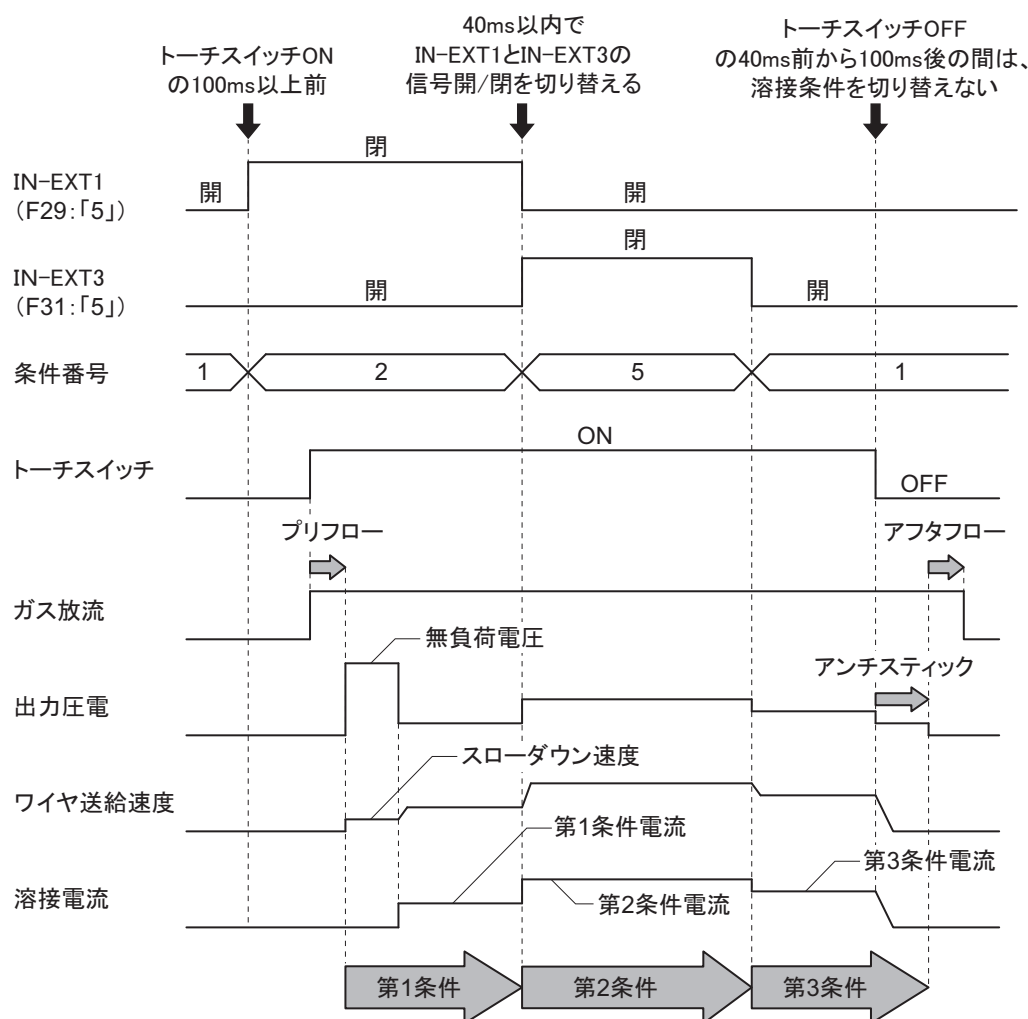 トーチスイッチON
の100ms以上前
40ms以内で
IN-EXT1とIN-EXT3の
信号開/閉を切り替える
トーチスイッチOFF
の40ms前から100ms後の間は、
溶接条件を切り替えない
IN-EXT1
(F29:「5」)
開
閉
開
IN-EXT3
(F31:「5」)
開
閉
開
条件番号
1
2
5
1
トーチスイッチ
ON
OFF
プリフロー
アフタフロー
ガス放流
無負荷電圧
アンチスティック
出力圧電
スローダウン速度
ワイヤ送給速度
第1条件電流
第3条件電流
溶接電流
第2条件電流
第1条件
第2条件
第3条件